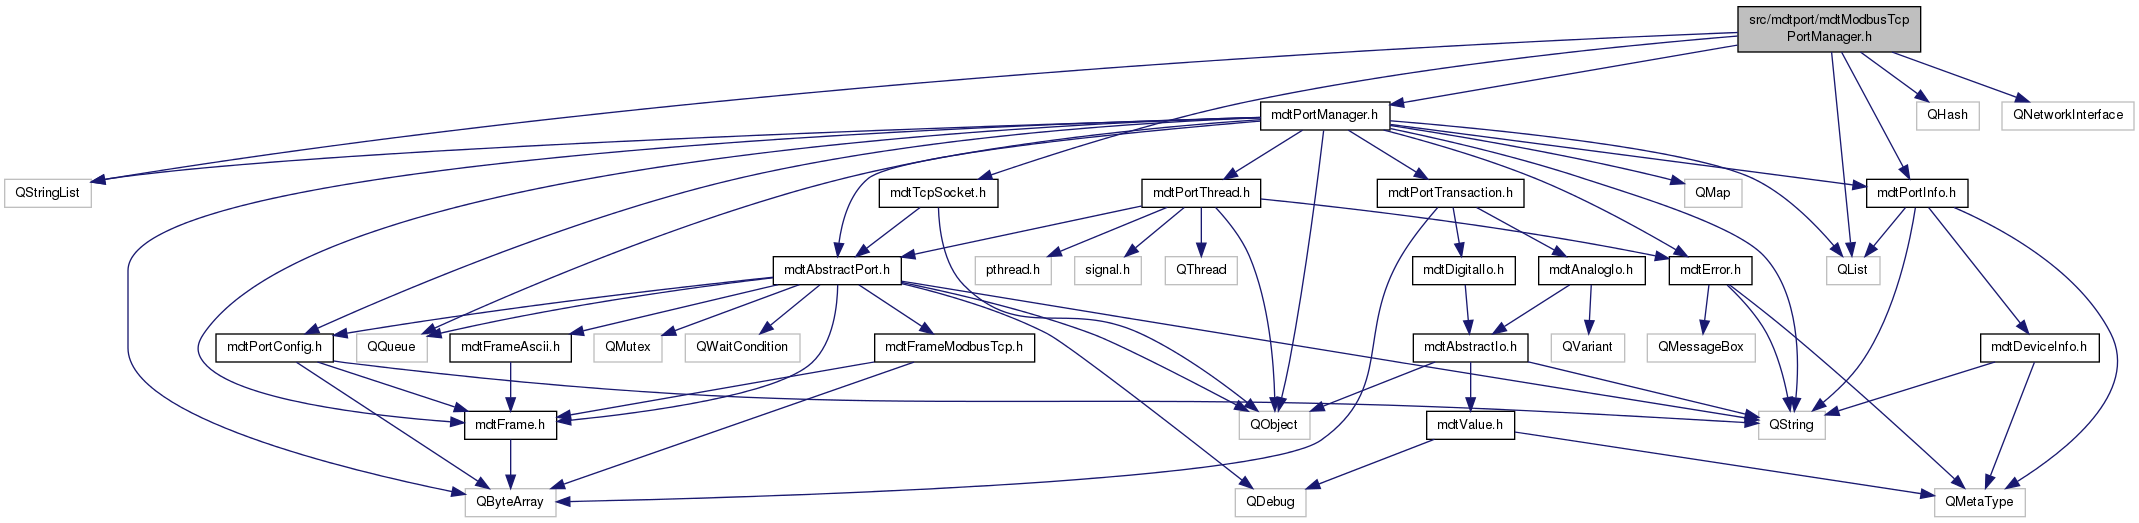 src/mdtport/mdtModbusTcp
PortManager.h
mdtPortManager.h
QHash
QNetworkInterface
QStringList
mdtTcpSocket.h
mdtPortThread.h
mdtPortTransaction.h
QMap
mdtPortInfo.h
mdtAbstractPort.h
pthread.h
signal.h
QThread
mdtDigitalIo.h
mdtAnalogIo.h
mdtError.h
QList
mdtPortConfig.h
QQueue
mdtFrameAscii.h
QMutex
QWaitCondition
mdtFrameModbusTcp.h
mdtAbstractIo.h
QVariant
QMessageBox
mdtDeviceInfo.h
mdtFrame.h
QObject
mdtValue.h
QString
QByteArray
QDebug
QMetaType